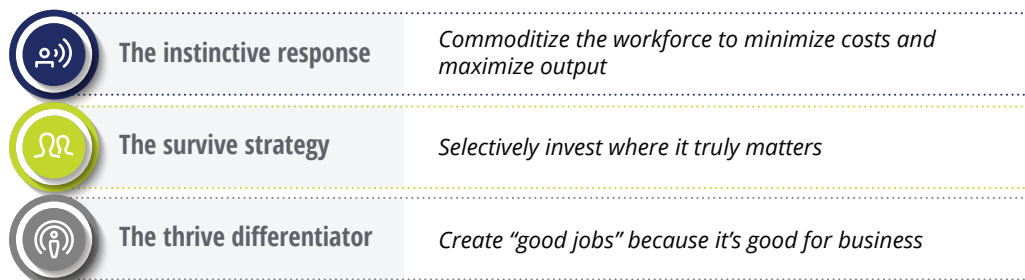 The instinctive response
Commoditize the workforce to minimize costs and
maximize output
The survive strategy
Selectively invest where it truly matters
The thrive differentiator
Create “good jobs” because it’s good for business